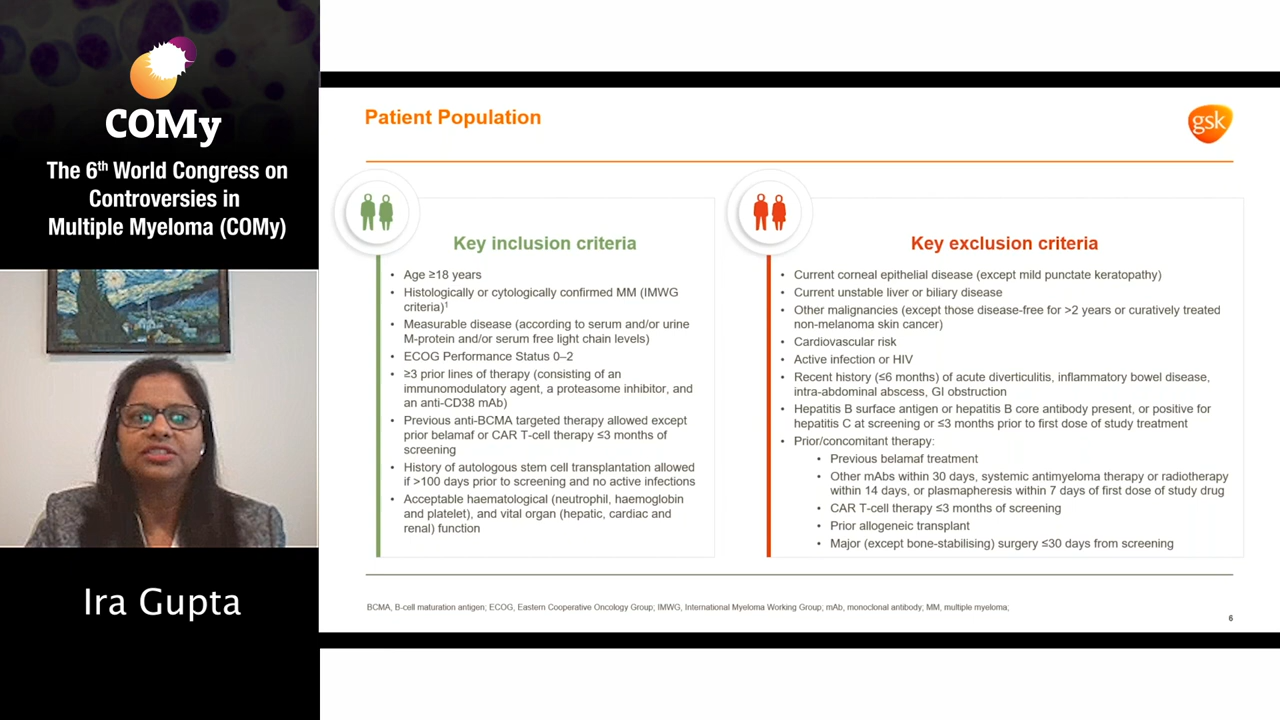 COMy
The 6th World Congress on
Controversies in
Multiple Myeloma (COMy)
Ira Gupta
Patient Population
gsk
Key inclusion criteria
• Age ≥18 years
• Histologically or cytologically confirmed MM (IMWG
criteria)¹
• Measurable disease (according to serum and/or urine
M-protein and/or serum free light chain levels)
• ECOG Performance Status 0–2
• ≥3 prior lines of therapy (consisting of an
immunomodulatory agent, a proteasome inhibitor, and
an anti-CD38 mAb)
• Previous anti-BCMA targeted therapy allowed except
prior belamaf or CAR T-cell therapy ≤3 months of
screening
• History of autologous stem cell transplantation allowed
if >100 days prior to screening and no active infections
• Acceptable haematological (neutrophil, haemoglobin
and platelet), and vital organ (hepatic, cardiac and
renal) function
Key exclusion criteria
• Current corneal epithelial disease (except mild punctate keratopathy)
• Current unstable liver or biliary disease
• Other malignancies (except those disease-free for >2 years or curatively treated
non-melanoma skin cancer)
• Cardiovascular risk
• Active infection or HIV
• Recent history (≤6 months) of acute diverticulitis, inflammatory bowel disease,
intra-abdominal abscess, GI obstruction
• Hepatitis B surface antigen or hepatitis B core antibody present, or positive for
hepatitis C at screening or ≤3 months prior to first dose of study treatment
• Prior/concomitant therapy:
• Previous belamaf treatment
• Other mAbs within 30 days, systemic antimyeloma therapy or radiotherapy
within 14 days, or plasmapheresis within 7 days of first dose of study drug
• CAR T-cell therapy ≤3 months of screening
• Prior allogeneic transplant
• Major (except bone-stabilising) surgery ≤30 days from screening
BCMA, B-cell maturation antigen; ECOG, Eastern Cooperative Oncology Group; IMWG, International Myeloma Working Group; mAb, monoclonal antibody; MM, multiple myeloma;
6